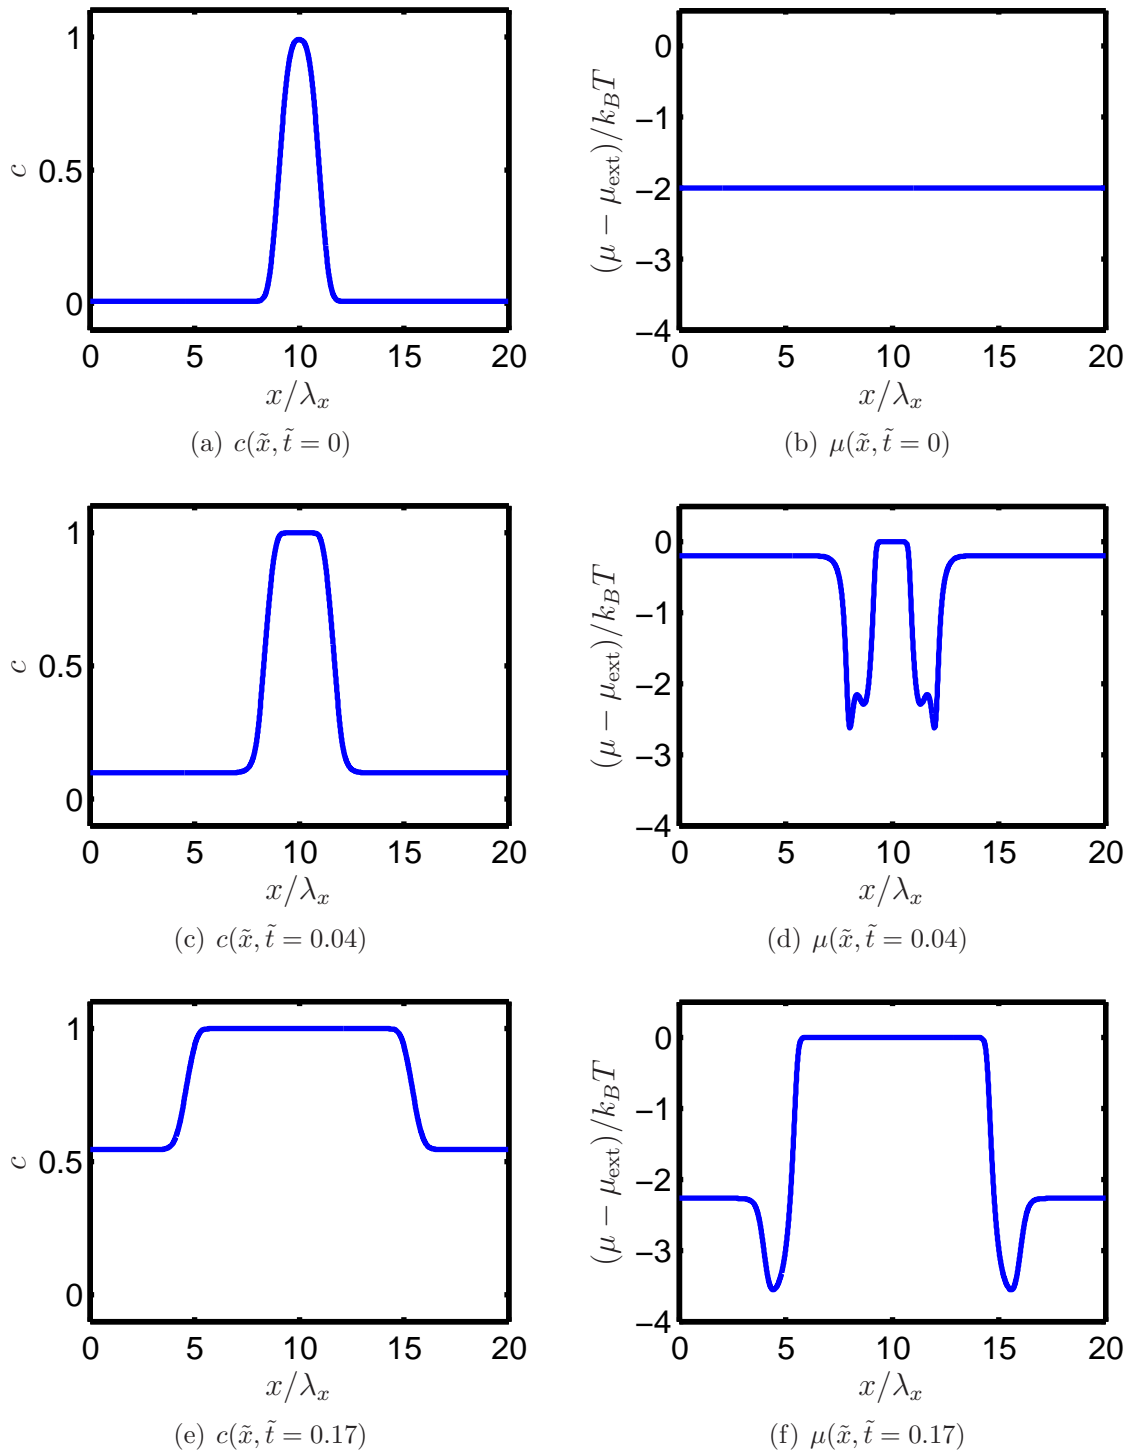 1
0.5
0
c
0 5 10 15 20
x/λ_x
(a) c(x̃, t̃ = 0)
0
−1
−2
−3
−4
(μ − μ_ext)/k_BT
0 5 10 15 20
x/λ_x
(b) μ(x̃, t̃ = 0)
1
0.5
0
c
0 5 10 15 20
x/λ_x
(c) c(x̃, t̃ = 0.04)
0
−1
−2
−3
−4
(μ − μ_ext)/k_BT
0 5 10 15 20
x/λ_x
(d) μ(x̃, t̃ = 0.04)
1
0.5
0
c
0 5 10 15 20
x/λ_x
(e) c(x̃, t̃ = 0.17)
0
−1
−2
−3
−4
(μ − μ_ext)/k_BT
0 5 10 15 20
x/λ_x
(f) μ(x̃, t̃ = 0.17)